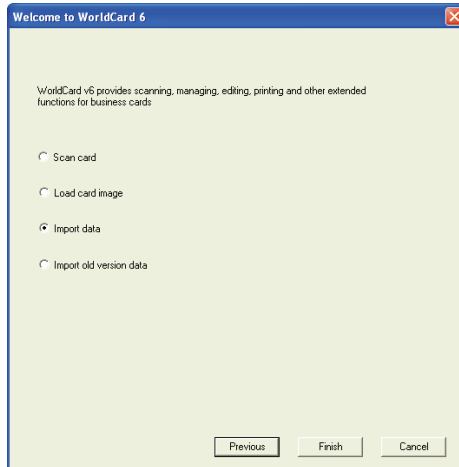 Welcome to WorldCard 6
WorldCard v6 provides scanning, managing, editing, printing and other extended
functions for business cards
Scan card
Load card image
Import data
Import old version data
Previous Finish Cancel